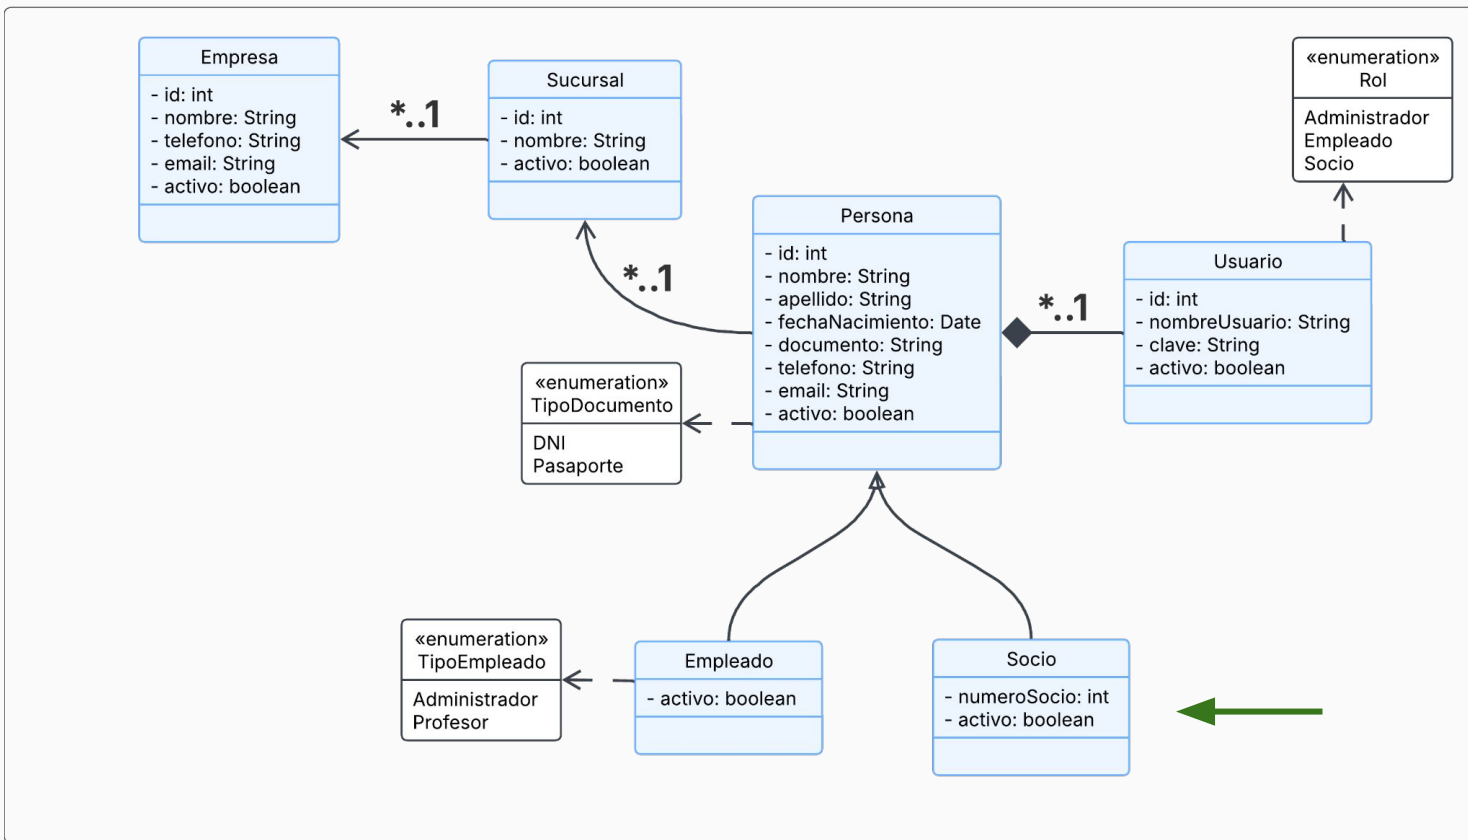 Empresa
- id: int
- nombre: String
- telefono: String
- email: String
- activo: boolean
*..1
Sucursal
- id: int
- nombre: String
- activo: boolean
«enumeration»
Rol
Administrador
Empleado
Socio
*..1
Persona
- id: int
- nombre: String
- apellido: String
- fechaNacimiento: Date
- documento: String
- telefono: String
- email: String
- activo: boolean
*..1
Usuario
- id: int
- nombreUsuario: String
- clave: String
- activo: boolean
«enumeration»
TipoDocumento
DNI
Pasaporte
«enumeration»
TipoEmpleado
Administrador
Profesor
Empleado
- activo: boolean
Socio
- numeroSocio: int
- activo: boolean